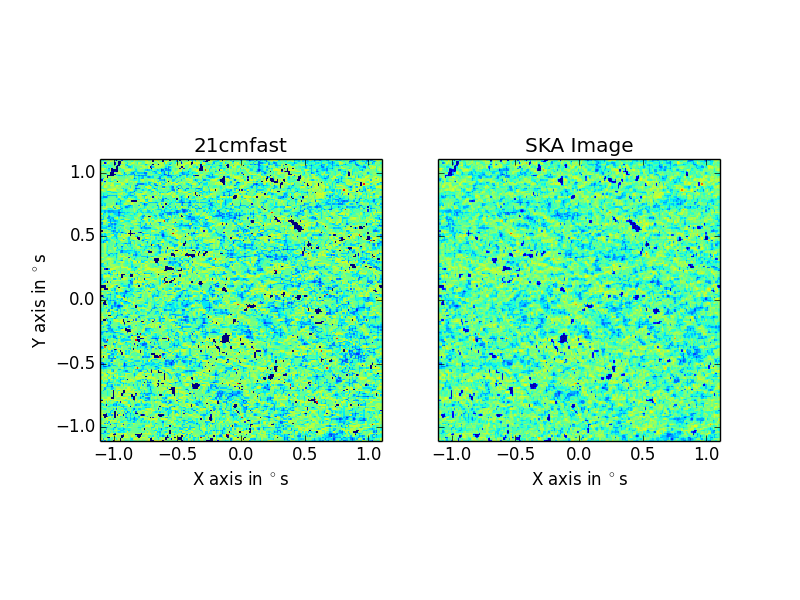 21cmfast
SKA Image
1.0
0.5
0.0
−0.5
−1.0
Y axis in °s
−1.0 −0.5 0.0 0.5 1.0
X axis in °s
−1.0 −0.5 0.0 0.5 1.0
X axis in °s